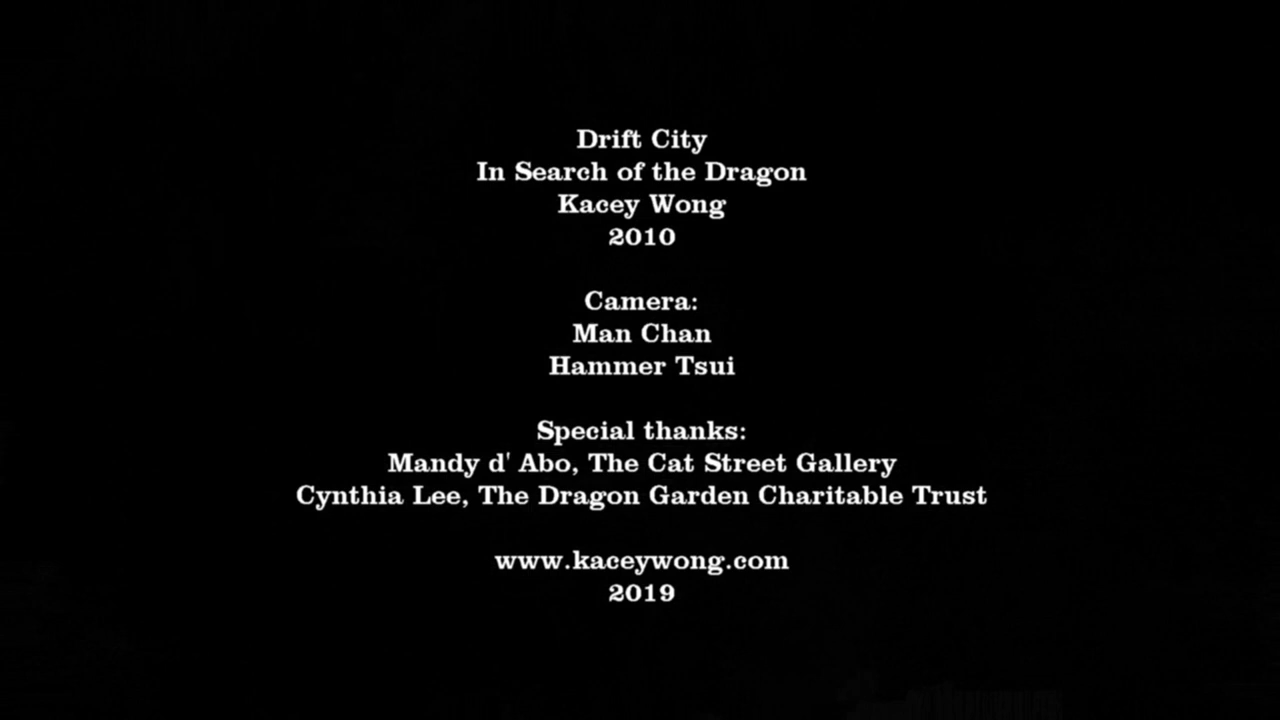 Drift City
In Search of the Dragon
Kacey Wong
2010
Camera:
Man Chan
Hammer Tsui
Special thanks:
Mandy d' Abo, The Cat Street Gallery
Cynthia Lee, The Dragon Garden Charitable Trust
www.kaceywong.com
2019